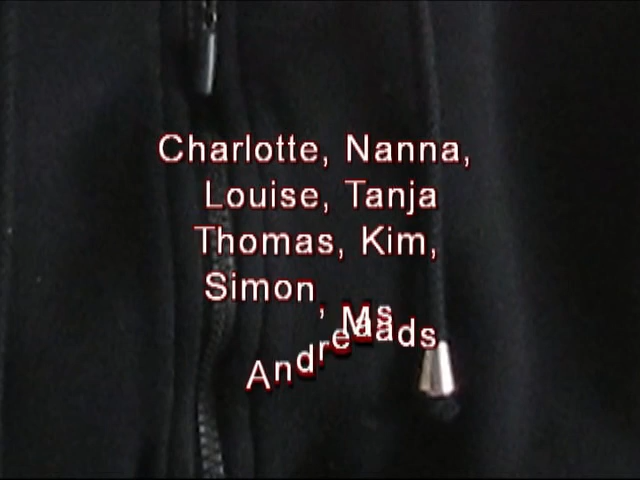 Charlotte, Nanna,
Louise, Tanja
Thomas, Kim,
Simon, Mads
Andreas